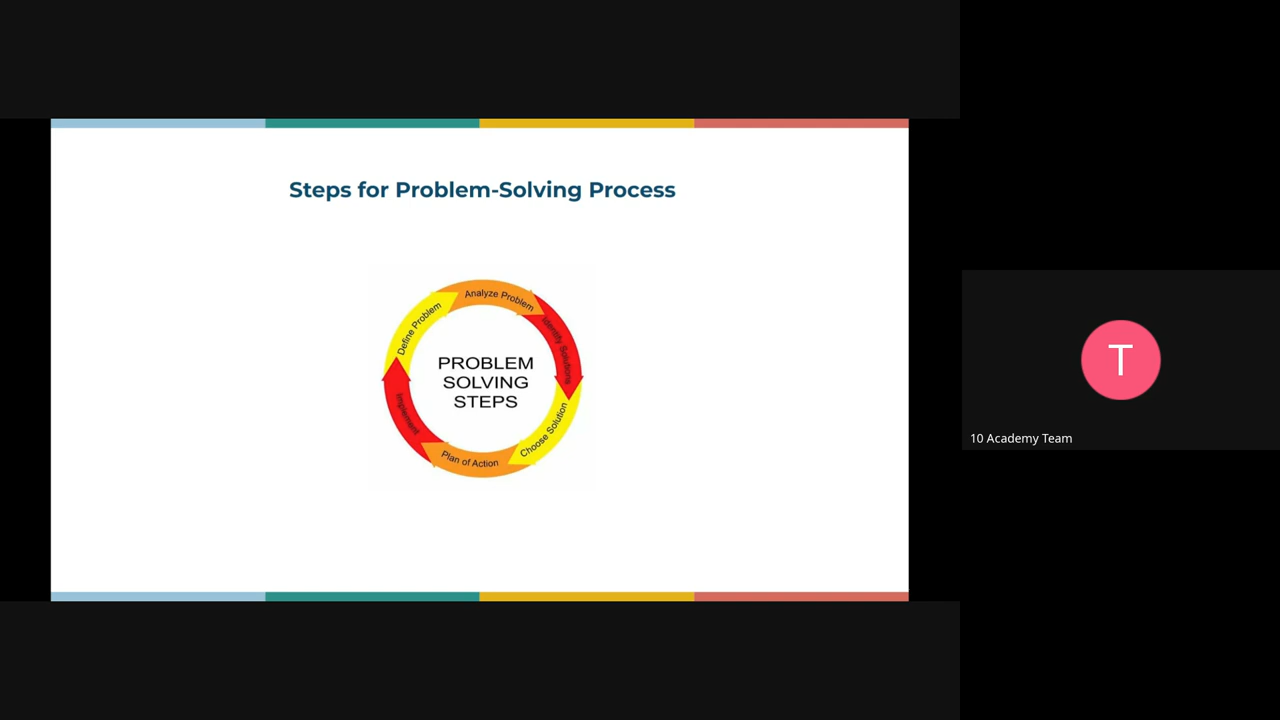 Steps for Problem-Solving Process
Analyze Problem
Identify Solutions
Choose Solution
Plan of Action
Implement
Define Problem
PROBLEM
SOLVING
STEPS
T
10 Academy Team